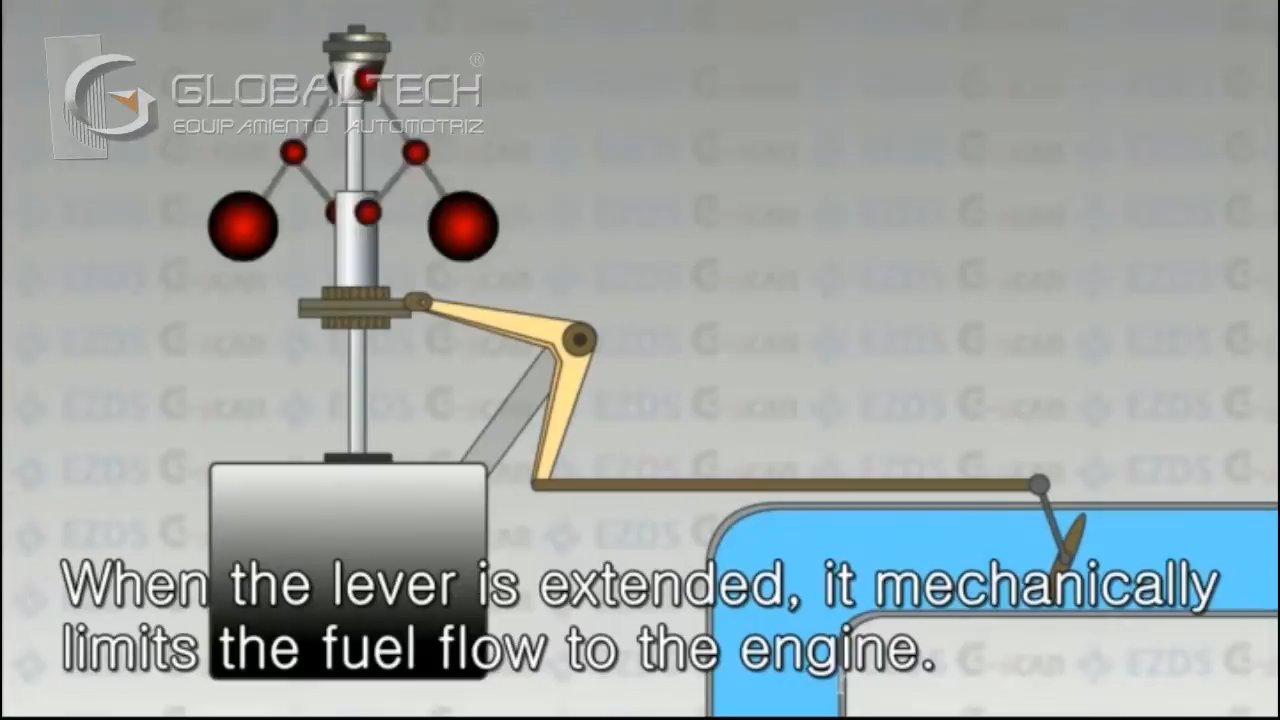 GLOBALTECH®
EQUIPAMIENTO AUTOMOTRIZ
When the lever is extended, it mechanically
limits the fuel flow to the engine.